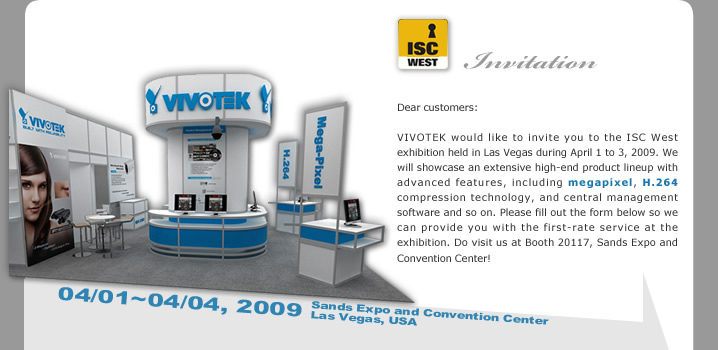 ISC
WEST
Invitation
Dear customers:
VIVOTEK would like to invite you to the ISC West
exhibition held in Las Vegas during April 1 to 3, 2009. We
will showcase an extensive high-end product lineup with
advanced features, including megapixel, H.264
compression technology, and central management
software and so on. Please fill out the form below so we
can provide you with the first-rate service at the
exhibition. Do visit us at Booth 20117, Sands Expo and
Convention Center!
VIVOTEK
VIVOTEK
BUILT WITH RELIABILITY
H.264
Mega-Pixel
04/01~04/04, 2009
Sands Expo and Convention Center
Las Vegas, USA